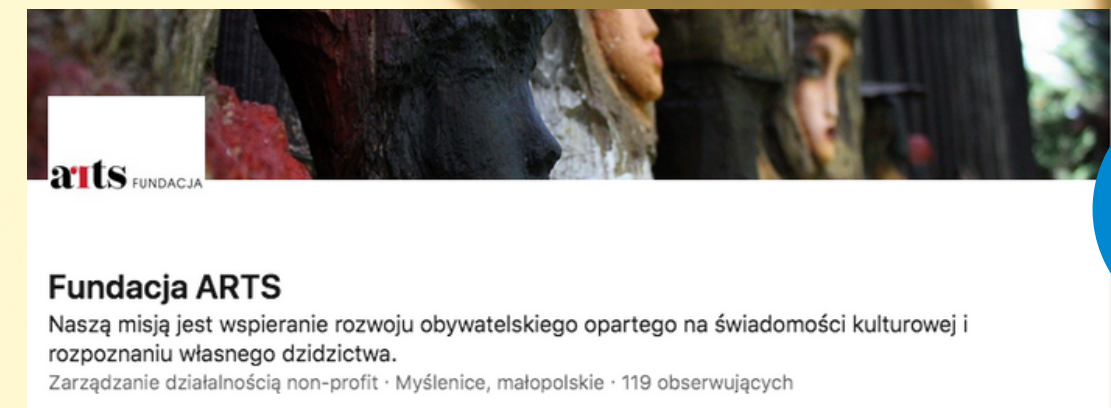 arts FUNDACJA
Fundacja ARTS
Naszą misją jest wspieranie rozwoju obywatelskiego opartego na świadomości kulturowej i
rozpoznaniu własnego dzidzictwa.
Zarządzanie działalnością non-profit · Myślenice, małopolskie · 119 obserwujących